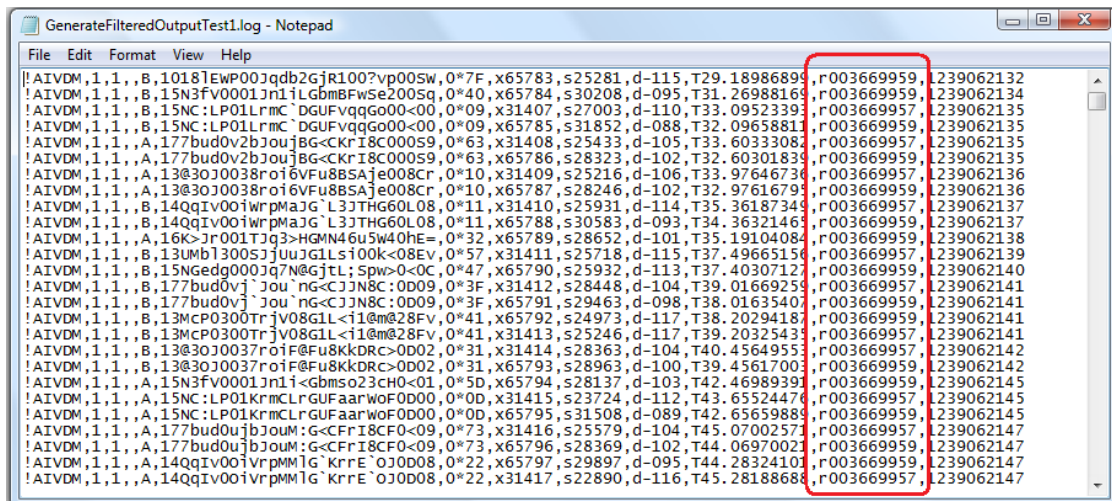 GenerateFilteredOutputTest1.log - Notepad
File Edit Format View Help
!AIVDM,1,1,,B,1018lEWP00Jqdb2GjR100?vp00SW,0*7F,x65783,s25281,d-115,T29.18986899,r003669959,1239062132
!AIVDM,1,1,,B,15N3fV0001Jn1iLGbmBFwSe200Sq,0*40,x65784,s30208,d-095,T31.26988169,r003669959,1239062134
!AIVDM,1,1,,B,15NC:LP01LrmC`DGUFvqqGo00<00,0*09,x31407,s27003,d-110,T33.09523393,r003669957,1239062135
!AIVDM,1,1,,B,15NC:LP01LrmC`DGUFvqqGo00<00,0*09,x65785,s31852,d-088,T32.09658811,r003669959,1239062135
!AIVDM,1,1,,A,177bud0v2bJoujBG<CKrI8C000S9,0*63,x31408,s25433,d-105,T33.60333082,r003669957,1239062135
!AIVDM,1,1,,A,177bud0v2bJoujBG<CKrI8C000S9,0*63,x65786,s28323,d-102,T32.60301839,r003669959,1239062135
!AIVDM,1,1,,A,13@3OJ0038roi6VFu8BSAje008Cr,0*10,x31409,s25216,d-106,T33.97646736,r003669957,1239062136
!AIVDM,1,1,,A,13@3OJ0038roi6VFu8BSAje008Cr,0*10,x65787,s28246,d-102,T32.97616795,r003669959,1239062136
!AIVDM,1,1,,B,14QqIv0OiWrpMaJG`L3JTHG60L08,0*11,x31410,s25931,d-114,T35.36187349,r003669957,1239062137
!AIVDM,1,1,,B,14QqIv0OiWrpMaJG`L3JTHG60L08,0*11,x65788,s30583,d-093,T34.36321465,r003669959,1239062137
!AIVDM,1,1,,A,16K>Jr001TJq3>HGMN46u5W40hE=,0*32,x65789,s28652,d-101,T35.19104084,r003669959,1239062138
!AIVDM,1,1,,B,13UMbl300SJjUuJG1Lsi00k<08Ev,0*57,x31411,s25718,d-115,T37.49665156,r003669957,1239062139
!AIVDM,1,1,,B,15NGedg000Jq7N@GjtL;Spw>0<0C,0*47,x65790,s25932,d-113,T37.40307127,r003669959,1239062140
!AIVDM,1,1,,B,177bud0vj`Jou`nG<CJJN8C:0D09,0*3F,x31412,s28448,d-104,T39.01669259,r003669957,1239062141
!AIVDM,1,1,,B,177bud0vj`Jou`nG<CJJN8C:0D09,0*3F,x65791,s29463,d-098,T38.01635407,r003669959,1239062141
!AIVDM,1,1,,B,13McP0300TrjVO8G1L<i1@m@28Fv,0*41,x65792,s24973,d-117,T38.20294187,r003669959,1239062141
!AIVDM,1,1,,B,13McP0300TrjVO8G1L<i1@m@28Fv,0*41,x31413,s25246,d-117,T39.20325435,r003669957,1239062141
!AIVDM,1,1,,B,13@3OJ0037roiF@Fu8KkDRc>0D02,0*31,x31414,s28363,d-104,T40.45649553,r003669957,1239062142
!AIVDM,1,1,,B,13@3OJ0037roiF@Fu8KkDRc>0D02,0*31,x65793,s28963,d-100,T39.45617003,r003669959,1239062142
!AIVDM,1,1,,A,15N3fV0001Jn1i<Gbmso23cH0<01,0*5D,x65794,s28137,d-103,T42.46989391,r003669959,1239062145
!AIVDM,1,1,,A,15NC:LP01KrmCLrGUFaarWoF0D00,0*0D,x31415,s23724,d-112,T43.65524476,r003669957,1239062145
!AIVDM,1,1,,A,15NC:LP01KrmCLrGUFaarWoF0D00,0*0D,x65795,s31508,d-089,T42.65659889,r003669959,1239062145
!AIVDM,1,1,,A,177bud0ujbJouM:G<CFrI8CF0<09,0*73,x31416,s25579,d-104,T45.07002571,r003669957,1239062147
!AIVDM,1,1,,A,177bud0ujbJouM:G<CFrI8CF0<09,0*73,x65796,s28369,d-102,T44.06970021,r003669959,1239062147
!AIVDM,1,1,,A,14QqIv0OiVrpMMlG`KrrE`OJ0D08,0*22,x65797,s29897,d-095,T44.28324101,r003669959,1239062147
!AIVDM,1,1,,A,14QqIv0OiVrpMMlG`KrrE`OJ0D08,0*22,x31417,s22890,d-116,T45.28188688,r003669957,1239062147